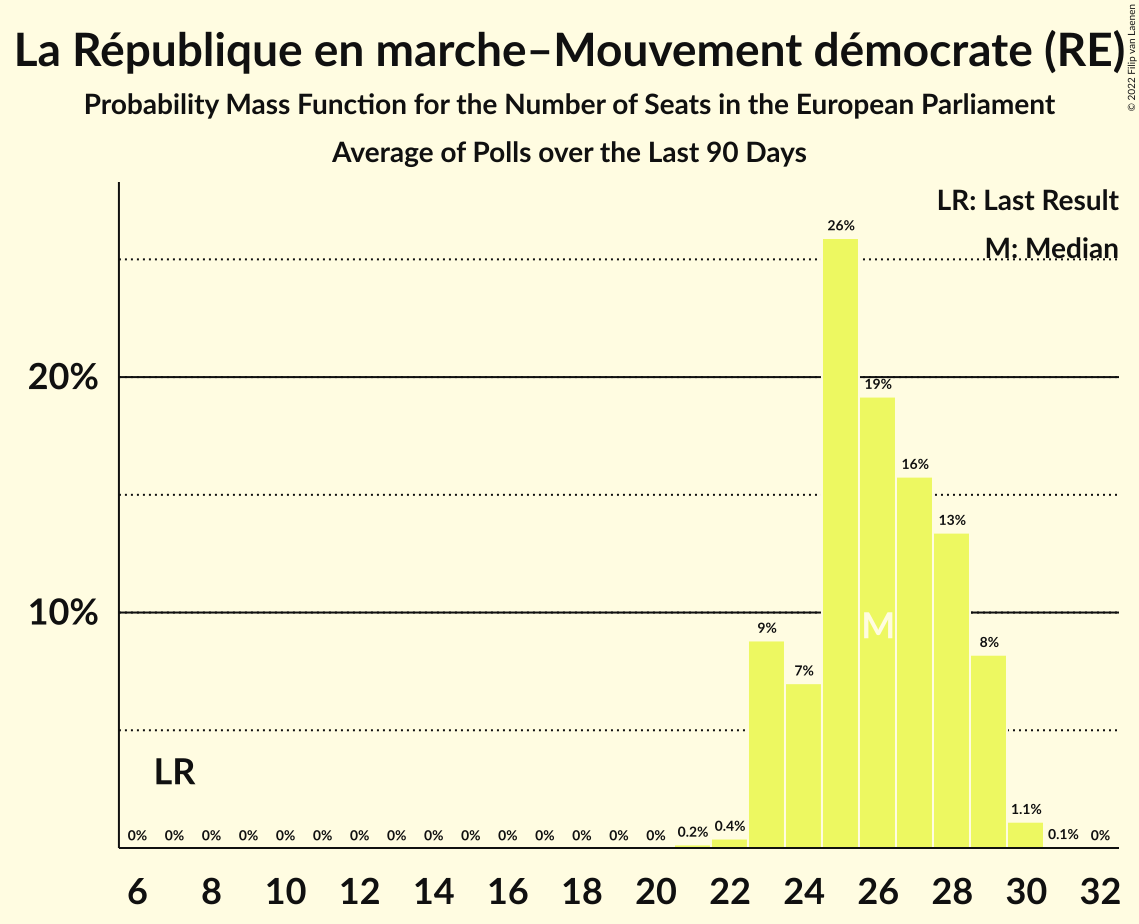 La République en marche–Mouvement démocrate (RE)
Probability Mass Function for the Number of Seats in the European Parliament
Average of Polls over the Last 90 Days
© 2022 Filip van Laenen
LR: Last Result
M: Median
26%
20%
19%
16%
13%
10%
9%
M
8%
7%
LR
0% 0% 0% 0% 0% 0% 0% 0% 0% 0% 0% 0% 0% 0% 0% 0.2% 0.4% 1.1% 0.1% 0%
6 8 10 12 14 16 18 20 22 24 26 28 30 32